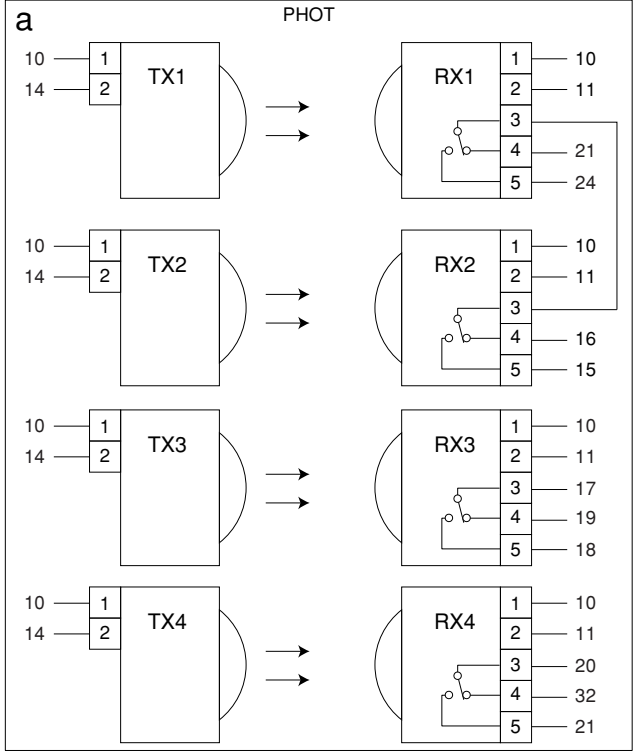 a
PHOT
10 1 TX1 RX1 1 10
14 2 2 11
3
4 21
5 24
10 1 TX2 RX2 1 10
14 2 2 11
3
4 16
5 15
10 1 TX3 RX3 1 10
14 2 2 11
3 17
4 19
5 18
10 1 TX4 RX4 1 10
14 2 2 11
3 20
4 32
5 21